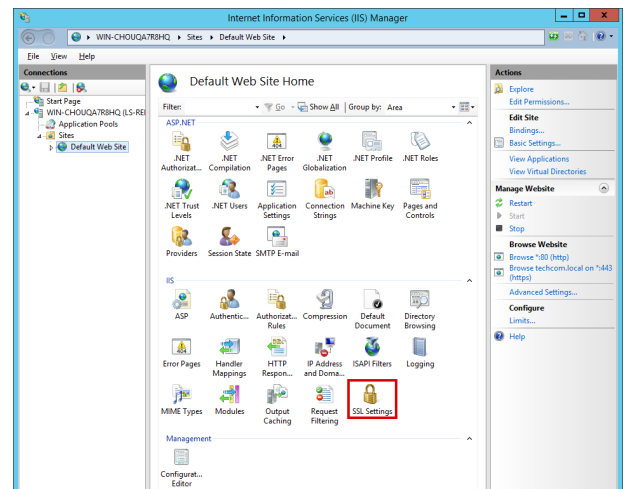 Internet Information Services (IIS) Manager
WIN-CHOUQA7R8HQ Sites Default Web Site
File View Help
Connections
Start Page
WIN-CHOUQA7R8HQ (LS-REI
Application Pools
Sites
Default Web Site
Default Web Site Home
Filter: Go Show All Group by: Area
ASP.NET
.NET Authorizat...
.NET Compilation
.NET Error Pages
.NET Globalization
.NET Profile
.NET Roles
.NET Trust Levels
.NET Users
Application Settings
Connection Strings
Machine Key
Pages and Controls
Providers
Session State
SMTP E-mail
IIS
ASP
Authentic...
Authorizat... Rules
Compression
Default Document
Directory Browsing
Error Pages
Handler Mappings
HTTP Respon...
IP Address and Doma...
ISAPI Filters
Logging
MIME Types
Modules
Output Caching
Request Filtering
SSL Settings
Management
Configurat... Editor
Actions
Explore
Edit Permissions...
Edit Site
Bindings...
Basic Settings...
View Applications
View Virtual Directories
Manage Website
Restart
Start
Stop
Browse Website
Browse *:80 (http)
Browse techcom.local on *:443 (https)
Advanced Settings...
Configure
Limits...
Help